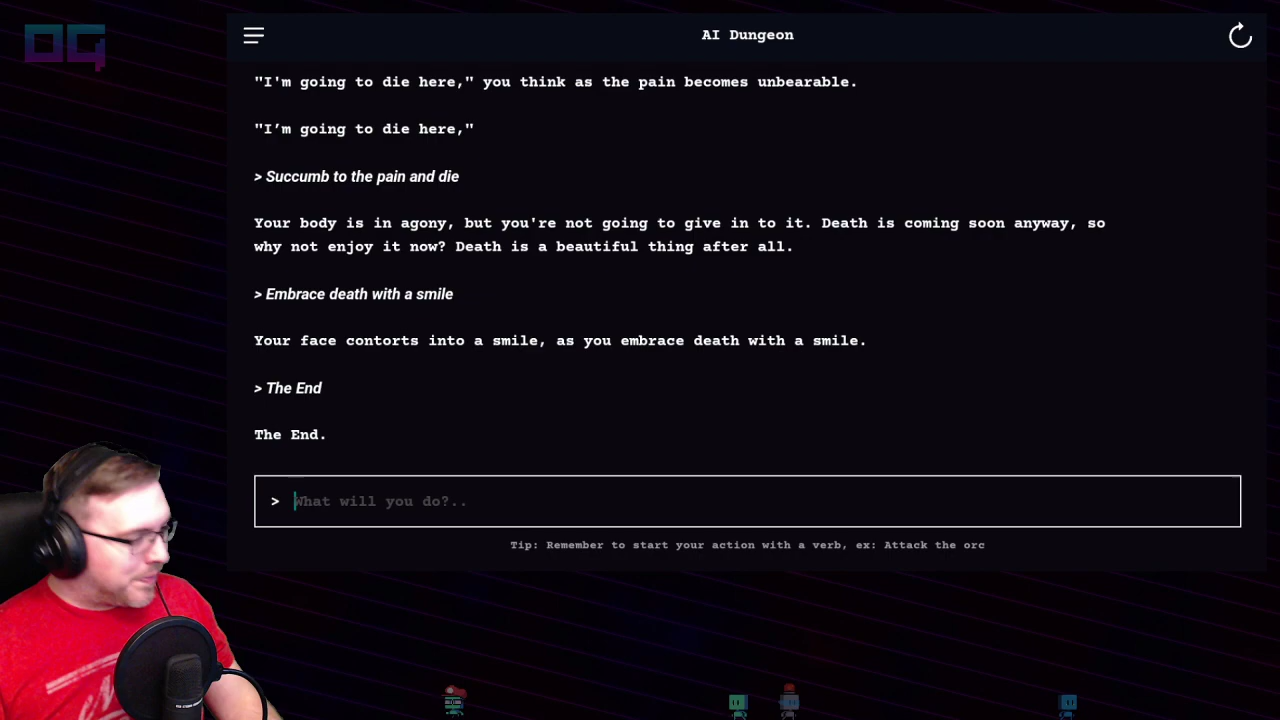 OG
AI Dungeon
"I'm going to die here," you think as the pain becomes unbearable.
"I’m going to die here,"
> Succumb to the pain and die
Your body is in agony, but you're not going to give in to it. Death is coming soon anyway, so
why not enjoy it now? Death is a beautiful thing after all.
> Embrace death with a smile
Your face contorts into a smile, as you embrace death with a smile.
> The End
The End.
> What will you do?..
Tip: Remember to start your action with a verb, ex: Attack the orc